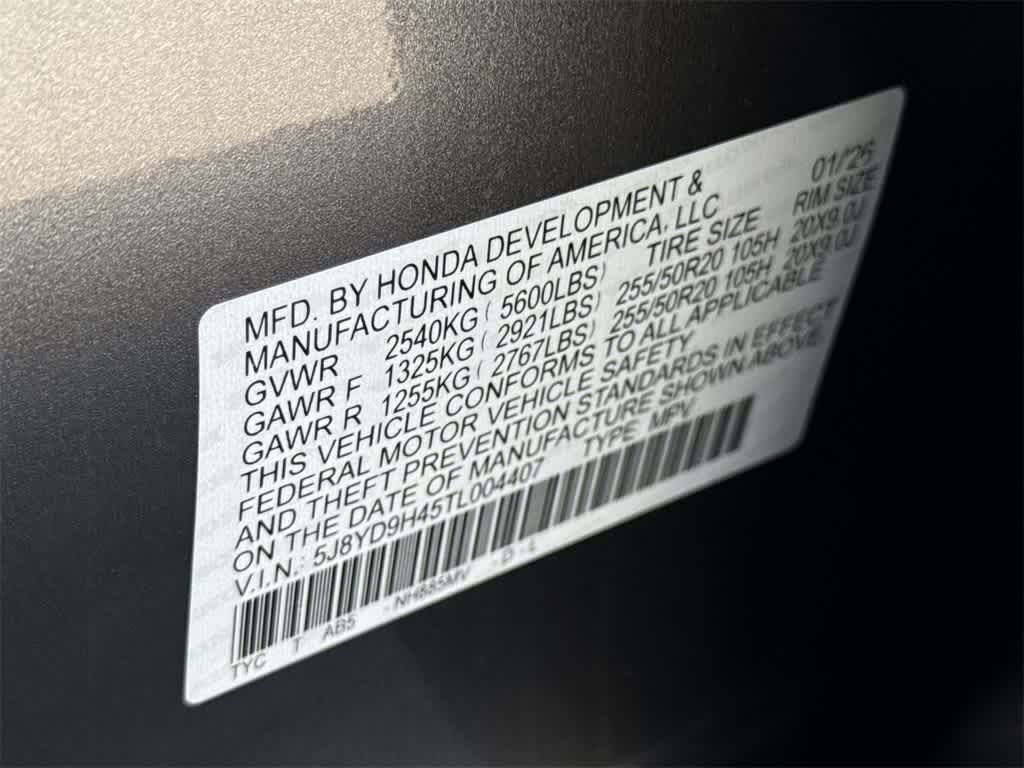 MFD. BY HONDA DEVELOPMENT & 01/'26
MANUFACTURING OF AMERICA, LLC
GVWR 2540KG ( 5600LBS) TIRE SIZE RIM SIZE
GAWR F 1325KG ( 2921LBS) 255/50R20 105H 20X9.0J
GAWR R 1255KG ( 2767LBS) 255/50R20 105H 20X9.0J
THIS VEHICLE CONFORMS TO ALL APPLICABLE
FEDERAL MOTOR VEHICLE SAFETY
AND THEFT PREVENTION STANDARDS IN EFFECT
ON THE DATE OF MANUFACTURE SHOWN ABOVE
V.I.N.: 5J8YD9H45TL004407 TYPE: MPV
TYC T AB5 - NH885MV - D - L